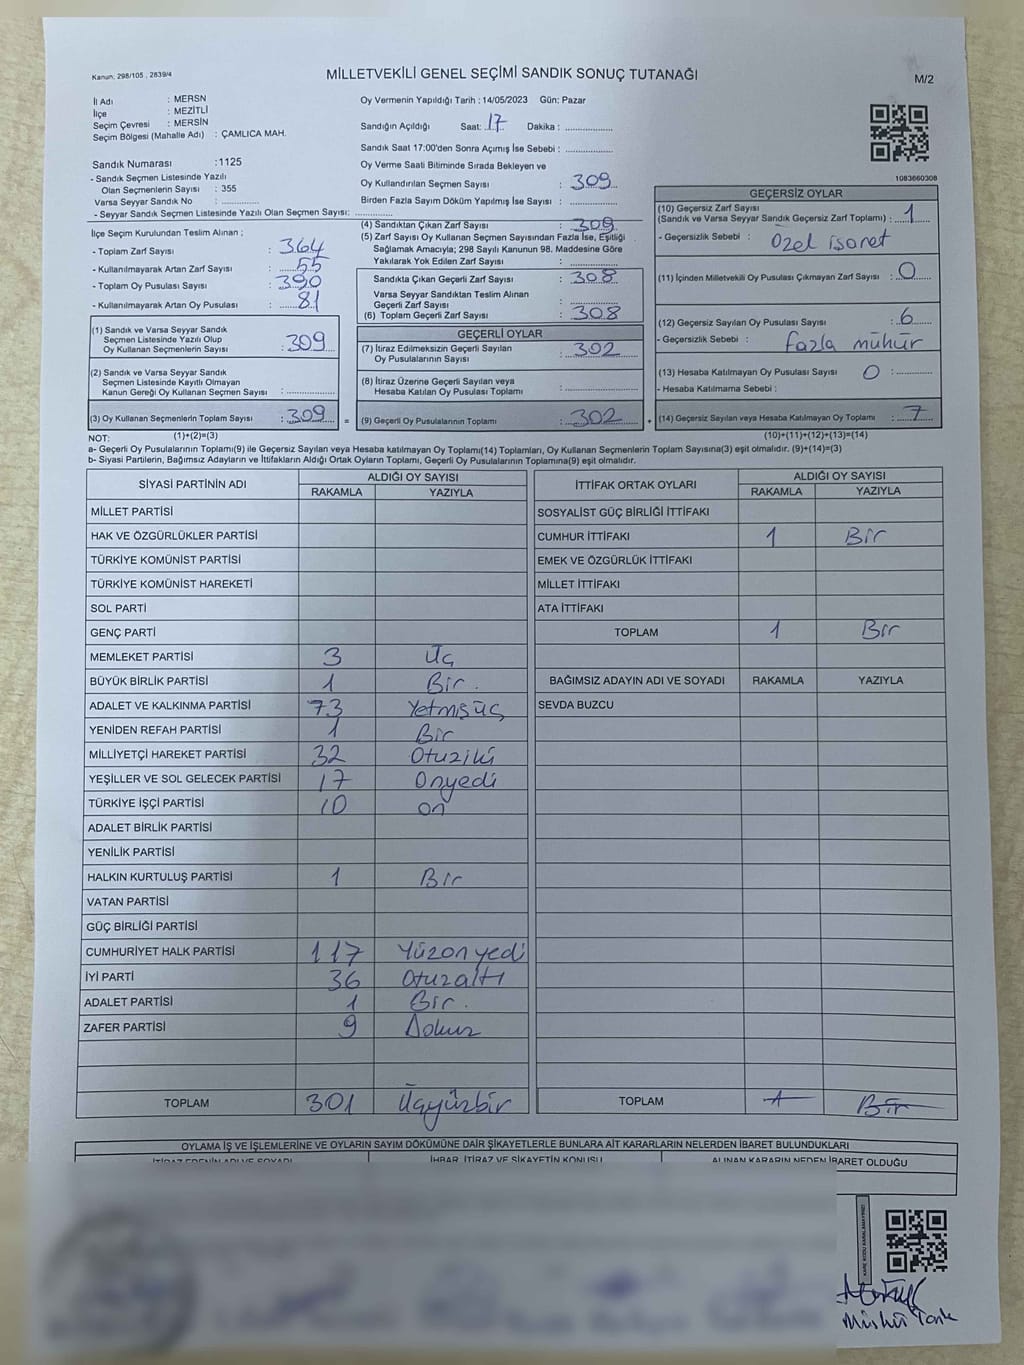 Kanun; 298/105 , 2839/4
MİLLETVEKİLİ GENEL SEÇİMİ SANDIK SONUÇ TUTANAĞI
M/2
İl Adı : MERSN
İlçe : MEZİTLİ
Seçim Çevresi : MERSİN
Seçim Bölgesi (Mahalle Adı) : ÇAMLICA MAH.
Sandık Numarası :1125
- Sandık Seçmen Listesinde Yazılı
Olan Seçmenlerin Sayısı : 355
Varsa Seyyar Sandık No : ..............
- Seyyar Sandık Seçmen Listesinde Yazılı Olan Seçmen Sayısı: ..............
Oy Vermenin Yapıldığı Tarih : 14/05/2023 Gün: Pazar
Sandığın Açıldığı Saat: 17 Dakika : ..............
Sandık Saat 17:00'den Sonra Açımış İse Sebebi : ..............
Oy Verme Saati Bitiminde Sırada Bekleyen ve
Oy Kullandırılan Seçmen Sayısı : 309
Birden Fazla Sayım Döküm Yapılmış İse Sayısı : ..............
1083660308
İlçe Seçim Kurulundan Teslim Alınan ;
- Toplam Zarf Sayısı : 364
- Kullanılmayarak Artan Zarf Sayısı : 55
- Toplam Oy Pusulası Sayısı : 390
- Kullanılmayarak Artan Oy Pusulası : 81
(1) Sandık ve Varsa Seyyar Sandık
Seçmen Listesinde Yazılı Olup
Oy Kullanan Seçmenlerin Sayısı : 309
(2) Sandık ve Varsa Seyyar Sandık
Seçmen Listesinde Kayıtlı Olmayan
Kanun Gereği Oy Kullanan Seçmen Sayısı : ..............
(3) Oy Kullanan Seçmenlerin Toplam Sayısı : 309 =
(4) Sandıktan Çıkan Zarf Sayısı : 309
(5) Zarf Sayısı Oy Kullanan Seçmen Sayısından Fazla İse, Eşitliği
Sağlamak Amacıyla; 298 Sayılı Kanunun 98. Maddesine Göre
Yakılarak Yok Edilen Zarf Sayısı : ..............
Sandıkta Çıkan Geçerli Zarf Sayısı : 308
Varsa Seyyar Sandıktan Teslim Alınan
Geçerli Zarf Sayısı : ..............
(6) Toplam Geçerli Zarf Sayısı : 308
GEÇERLİ OYLAR
(7) İtiraz Edilmeksizin Geçerli Sayılan
Oy Pusulalarının Sayısı : 302
(8) İtiraz Üzerine Geçerli Sayılan veya
Hesaba Katılan Oy Pusulası Toplamı : ..............
(9) Geçerli Oy Pusulalarının Toplamı : 302 +
GEÇERSİZ OYLAR
(10) Geçersiz Zarf Sayısı
(Sandık ve Varsa Seyyar Sandık Geçersiz Zarf Toplamı) : 1
- Geçersizlik Sebebi : Özel işaret
(11) İçinden Milletvekili Oy Pusulası Çıkmayan Zarf Sayısı : 0
(12) Geçersiz Sayılan Oy Pusulası Sayısı : 6
- Geçersizlik Sebebi : fazla mühür
(13) Hesaba Katılmayan Oy Pusulası Sayısı 0 : ..............
- Hesaba Katılmama Sebebi :
(14) Geçersiz Sayılan veya Hesaba Katılmayan Oy Toplamı : 7
NOT: (1)+(2)=(3) (10)+(11)+(12)+(13)=(14)
a- Geçerli Oy Pusulalarının Toplamı(9) ile Geçersiz Sayılan veya Hesaba katılmayan Oy Toplamı(14) Toplamları, Oy Kullanan Seçmenlerin Toplam Sayısına(3) eşit olmalıdır. (9)+(14)=(3)
b- Siyasi Partilerin, Bağımsız Adayların ve İttifakların Aldığı Ortak Oyların Toplamı, Geçerli Oy Pusulalarının Toplamına(9) eşit olmalıdır.
SİYASİ PARTİNİN ADI ALDIĞI OY SAYISI
RAKAMLA YAZIYLA
MİLLET PARTİSİ
HAK VE ÖZGÜRLÜKLER PARTİSİ
TÜRKİYE KOMÜNİST PARTİSİ
TÜRKİYE KOMÜNİST HAREKETİ
SOL PARTİ
GENÇ PARTİ
MEMLEKET PARTİSİ 3 Üç
BÜYÜK BİRLİK PARTİSİ 1 Bir.
ADALET VE KALKINMA PARTİSİ 73 Yetmişüç
YENİDEN REFAH PARTİSİ 1 Bir
MİLLİYETÇİ HAREKET PARTİSİ 32 Otuziki
YEŞİLLER VE SOL GELECEK PARTİSİ 17 Onyedi
TÜRKİYE İŞÇİ PARTİSİ 10 on
ADALET BİRLİK PARTİSİ
YENİLİK PARTİSİ
HALKIN KURTULUŞ PARTİSİ 1 Bir
VATAN PARTİSİ
GÜÇ BİRLİĞİ PARTİSİ
CUMHURİYET HALK PARTİSİ 117 Yüzonyedi
İYİ PARTİ 36 Otuzaltı
ADALET PARTİSİ 1 Bir.
ZAFER PARTİSİ 9 Dokuz
TOPLAM 301 Üçyüzbir
İTTİFAK ORTAK OYLARI ALDIĞI OY SAYISI
RAKAMLA YAZIYLA
SOSYALİST GÜÇ BİRLİĞİ İTTİFAKI
CUMHUR İTTİFAKI 1 Bir
EMEK VE ÖZGÜRLÜK İTTİFAKI
MİLLET İTTİFAKI
ATA İTTİFAKI
TOPLAM 1 Bir
BAĞIMSIZ ADAYIN ADI VE SOYADI RAKAMLA YAZIYLA
SEVDA BUZCU
TOPLAM 1 Bir
OYLAMA İŞ VE İŞLEMLERİNE VE OYLARIN SAYIM DÖKÜMÜNE DAİR ŞİKAYETLERLE BUNLARA AİT KARARLARIN NELERDEN İBARET BULUNDUKLARI
İTİRAZ EDENİN ADI VE SOYADI İHBAR, İTİRAZ VE ŞİKAYETİN KONUSU ALINAN KARARIN NEDEN İBARET OLDUĞU